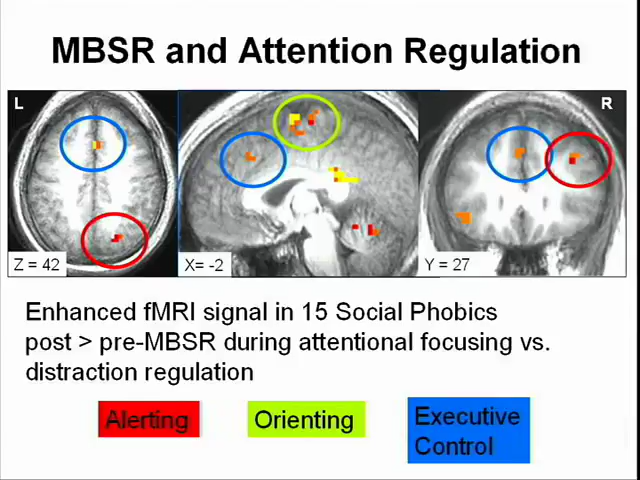 MBSR and Attention Regulation
L
R
Z = 42
X= -2
Y = 27
Enhanced fMRI signal in 15 Social Phobics
post > pre-MBSR during attentional focusing vs.
distraction regulation
Alerting
Orienting
Executive
Control